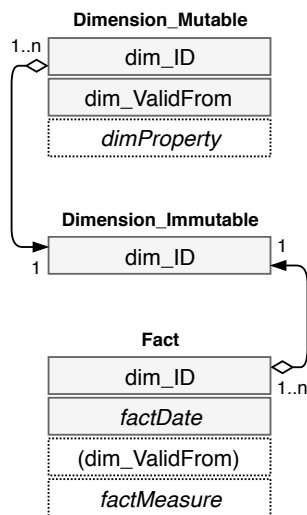 Dimension_Mutable
1..n
dim_ID
dim_ValidFrom
dimProperty
Dimension_Immutable
1
1
dim_ID
Fact
dim_ID
1..n
factDate
(dim_ValidFrom)
factMeasure